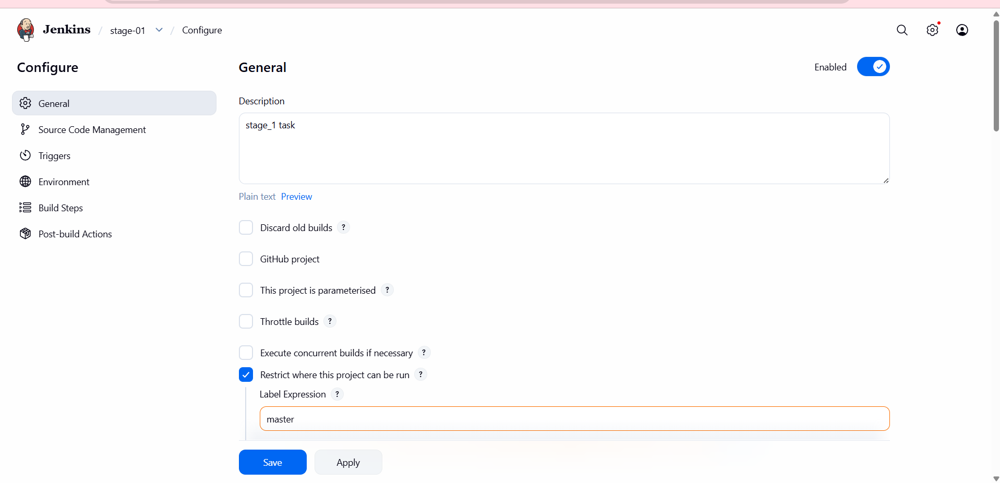 Jenkins / stage-01 / Configure
Configure
General
Source Code Management
Triggers
Environment
Build Steps
Post-build Actions
General
Enabled
Description
stage_1 task
Plain text Preview
Discard old builds ?
GitHub project
This project is parameterised ?
Throttle builds ?
Execute concurrent builds if necessary ?
Restrict where this project can be run ?
Label Expression ?
master
Save Apply